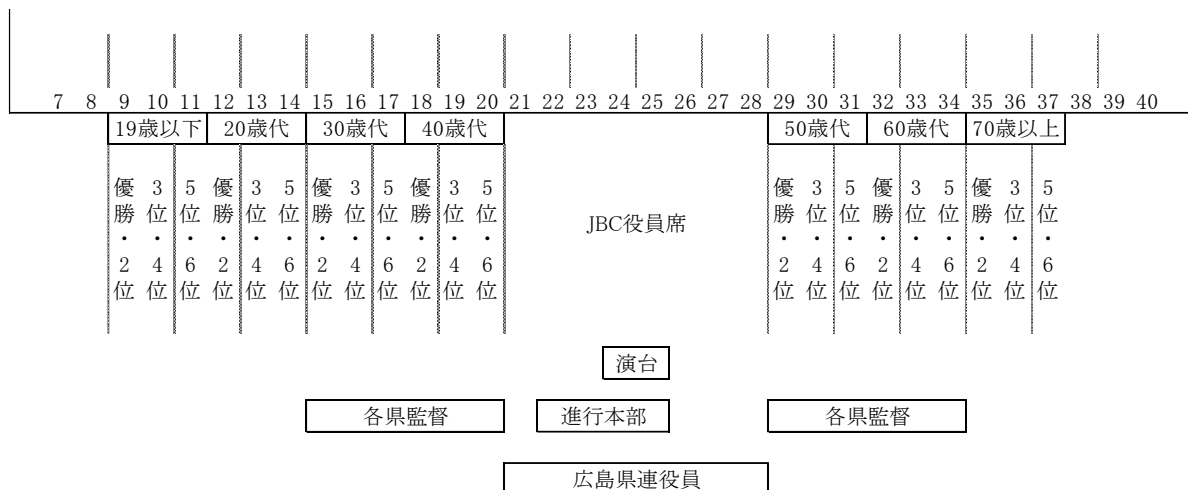 7 8 9 10 11 12 13 14 15 16 17 18 19 20 21 22 23 24 25 26 27 28 29 30 31 32 33 34 35 36 37 38 39 40
19歳以下 20歳代 30歳代 40歳代 50歳代 60歳代 70歳以上
優勝・2位
3位・4位
5位・6位
優勝・2位
3位・4位
5位・6位
優勝・2位
3位・4位
5位・6位
優勝・2位
3位・4位
5位・6位
JBC役員席
優勝・2位
3位・4位
5位・6位
優勝・2位
3位・4位
5位・6位
優勝・2位
3位・4位
5位・6位
演台
各県監督 進行本部 各県監督
広島県連役員